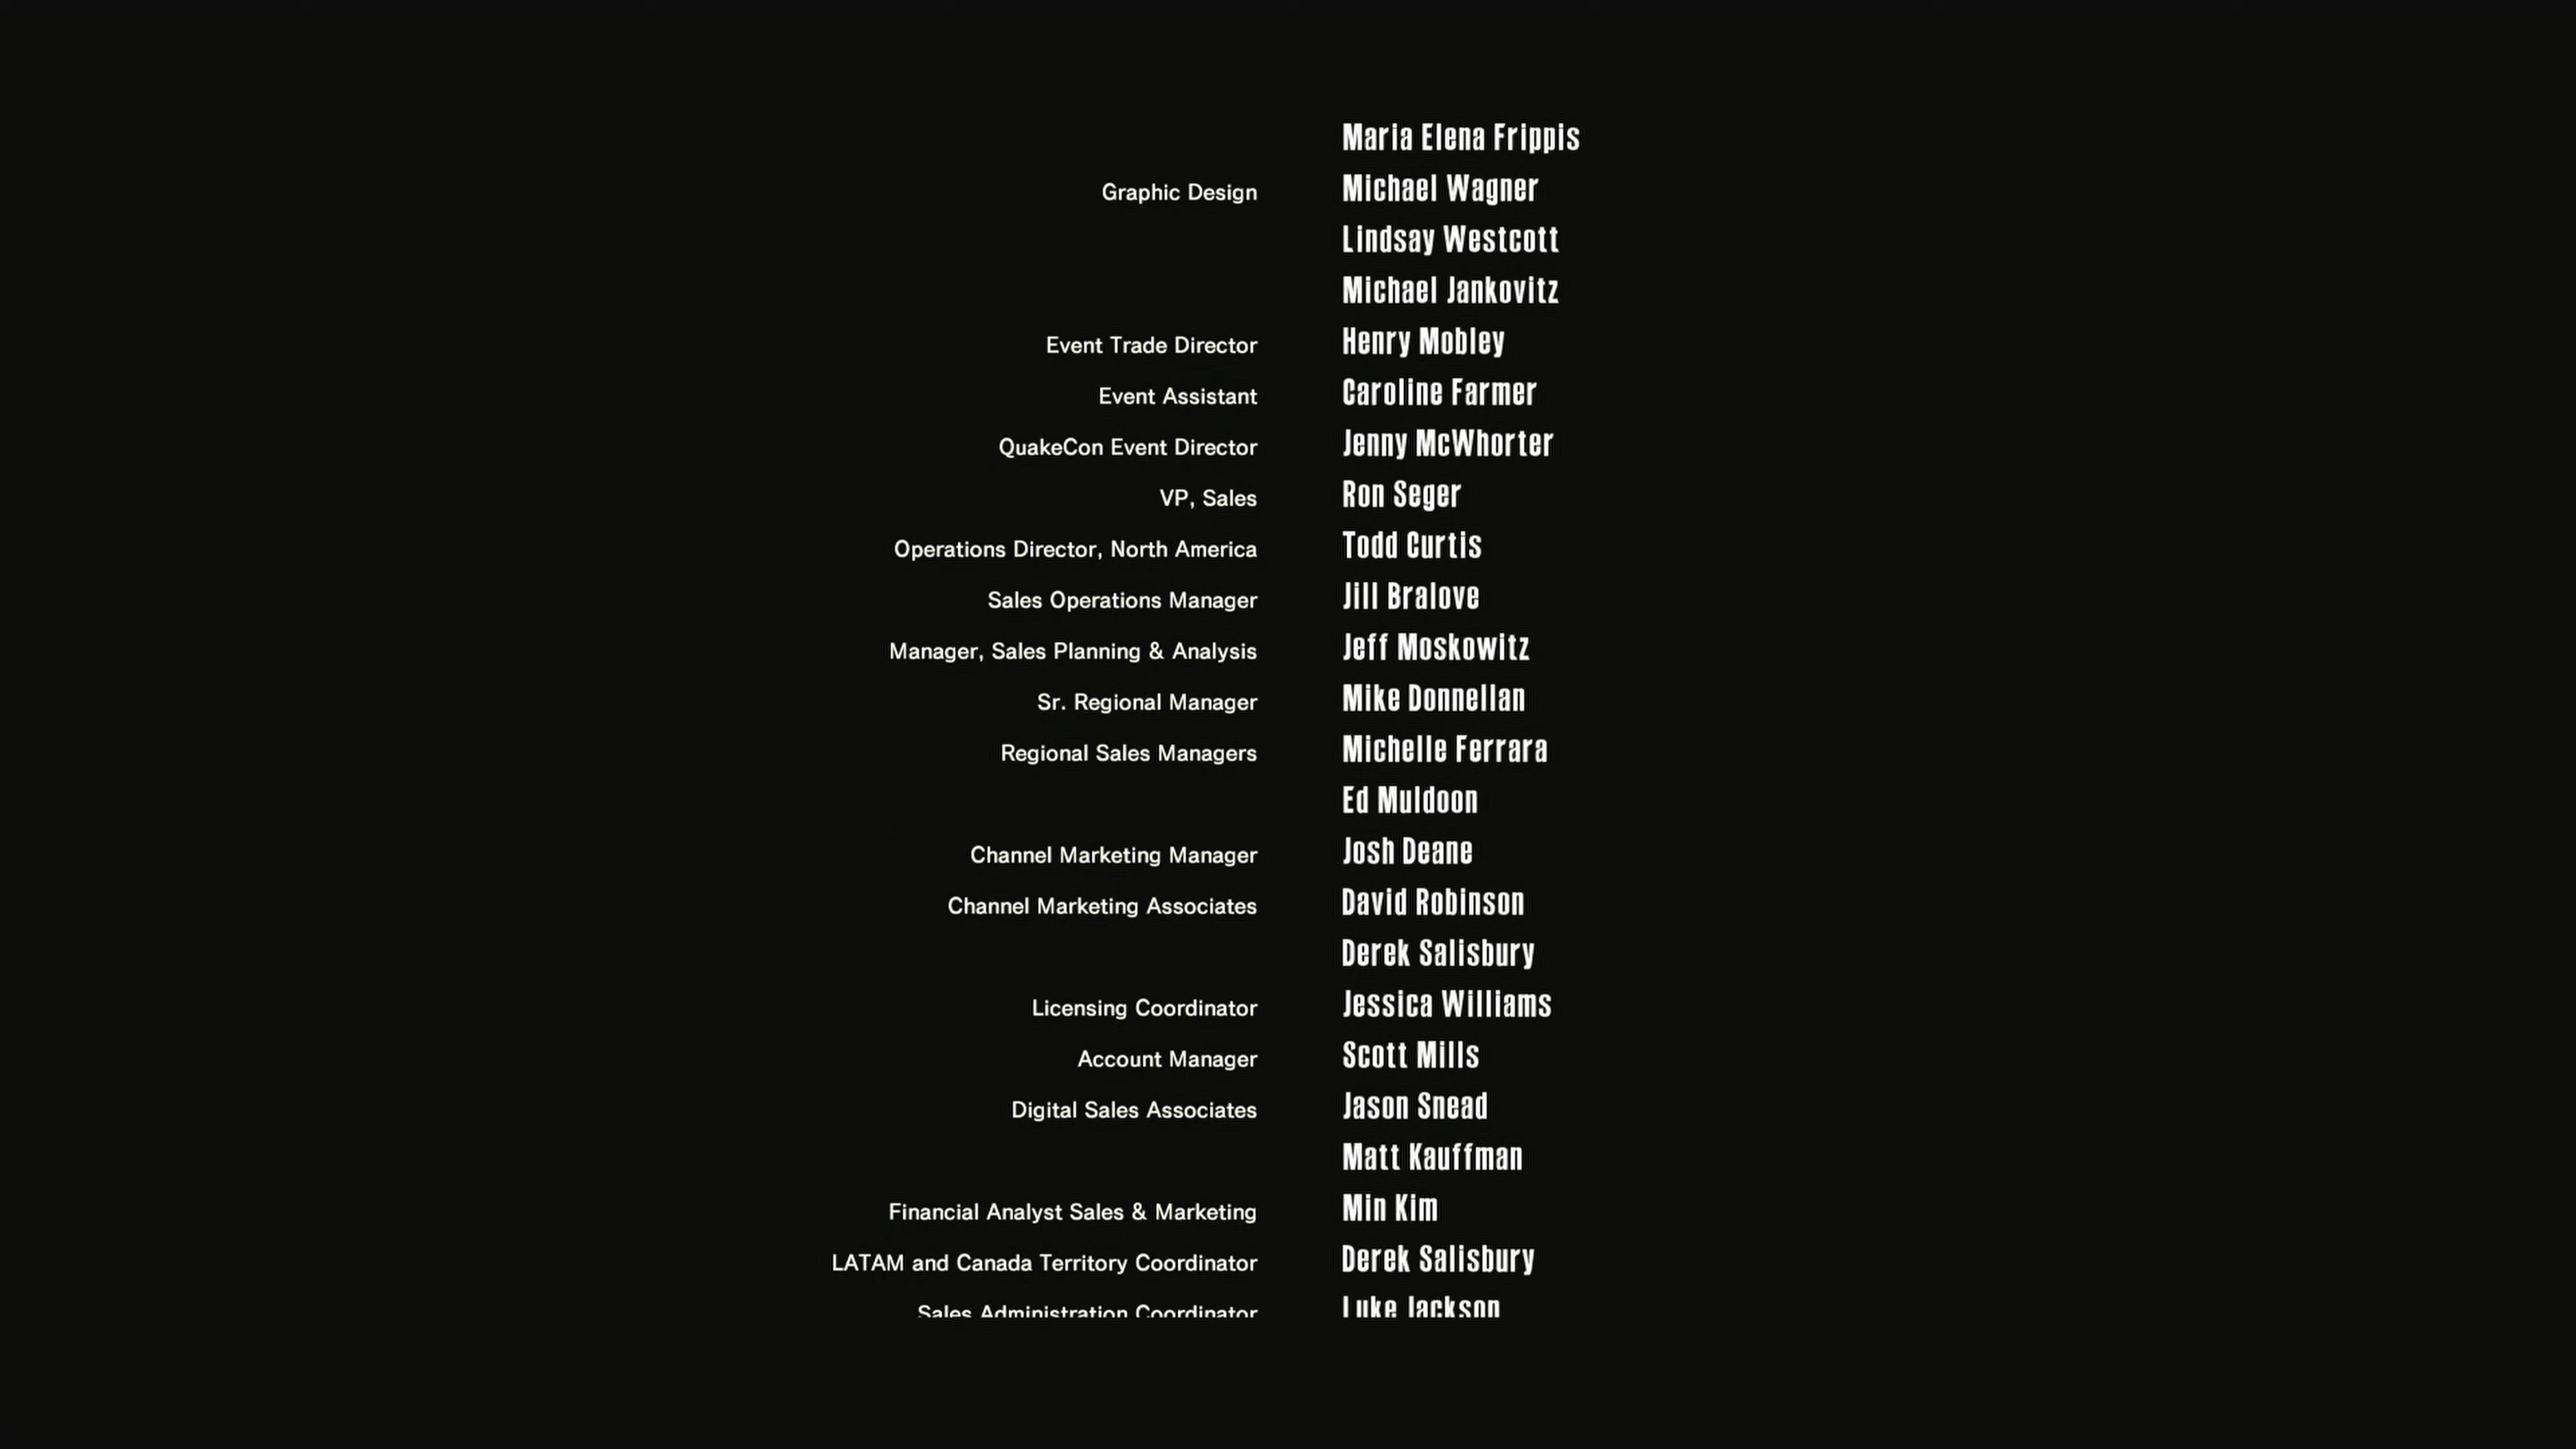 Maria Elena Frippis
Graphic Design Michael Wagner
Lindsay Westcott
Michael Jankovitz
Event Trade Director Henry Mobley
Event Assistant Caroline Farmer
QuakeCon Event Director Jenny McWhorter
VP, Sales Ron Seger
Operations Director, North America Todd Curtis
Sales Operations Manager Jill Bralove
Manager, Sales Planning & Analysis Jeff Moskowitz
Sr. Regional Manager Mike Donnellan
Regional Sales Managers Michelle Ferrara
Ed Muldoon
Channel Marketing Manager Josh Deane
Channel Marketing Associates David Robinson
Derek Salisbury
Licensing Coordinator Jessica Williams
Account Manager Scott Mills
Digital Sales Associates Jason Snead
Matt Kauffman
Financial Analyst Sales & Marketing Min Kim
LATAM and Canada Territory Coordinator Derek Salisbury
Sales Administration Coordinator Luke Jackson